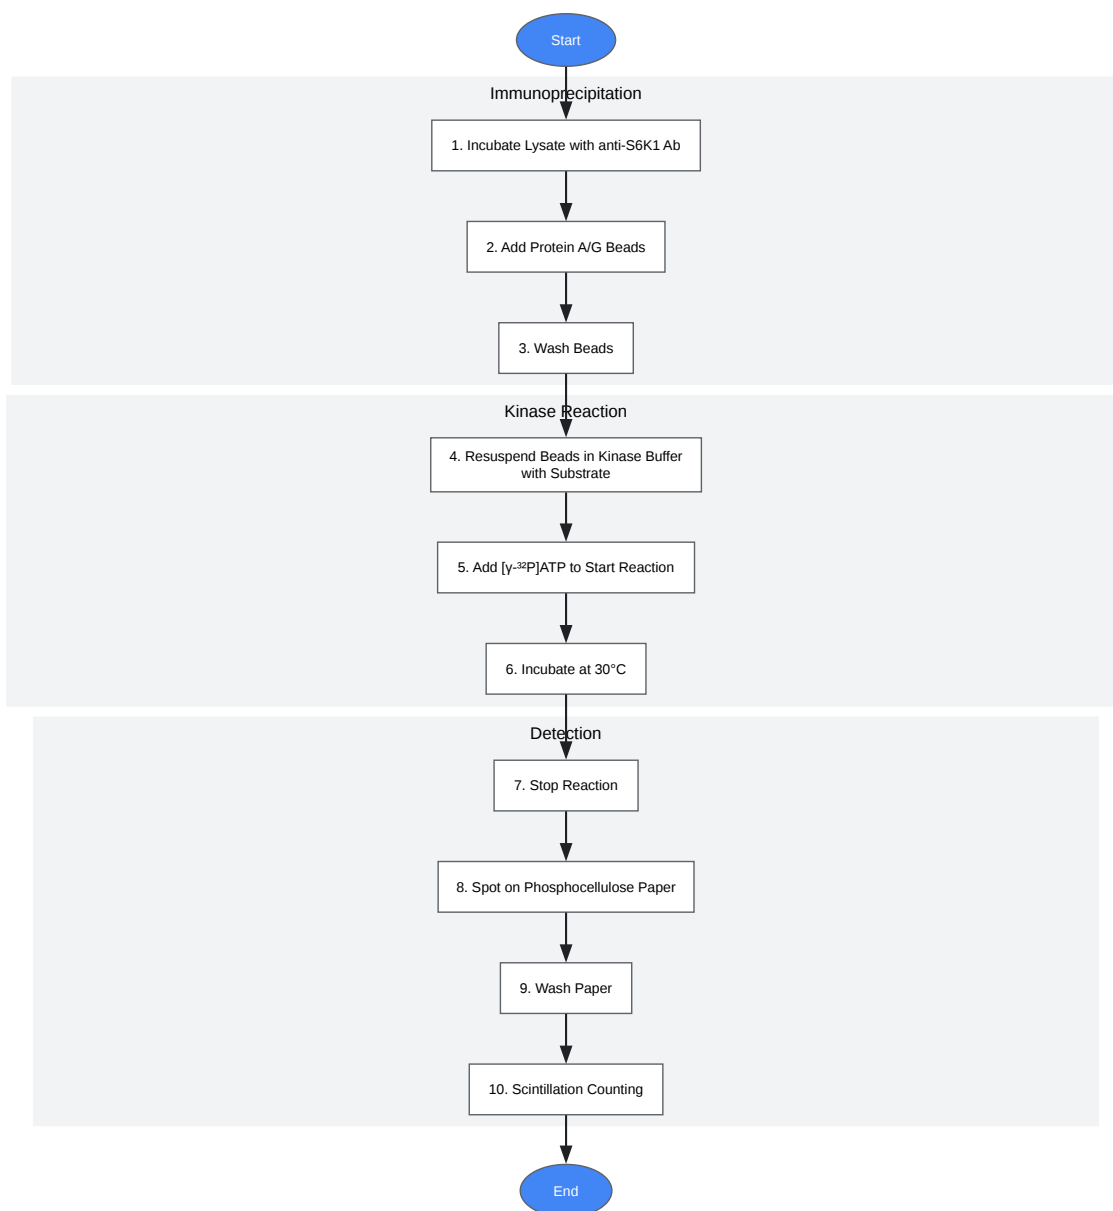 Start
Immunoprecipitation
1. Incubate Lysate with anti-S6K1 Ab
2. Add Protein A/G Beads
3. Wash Beads
Kinase Reaction
4. Resuspend Beads in Kinase Buffer
with Substrate
5. Add [γ-³²P]ATP to Start Reaction
6. Incubate at 30°C
Detection
7. Stop Reaction
8. Spot on Phosphocellulose Paper
9. Wash Paper
10. Scintillation Counting
End